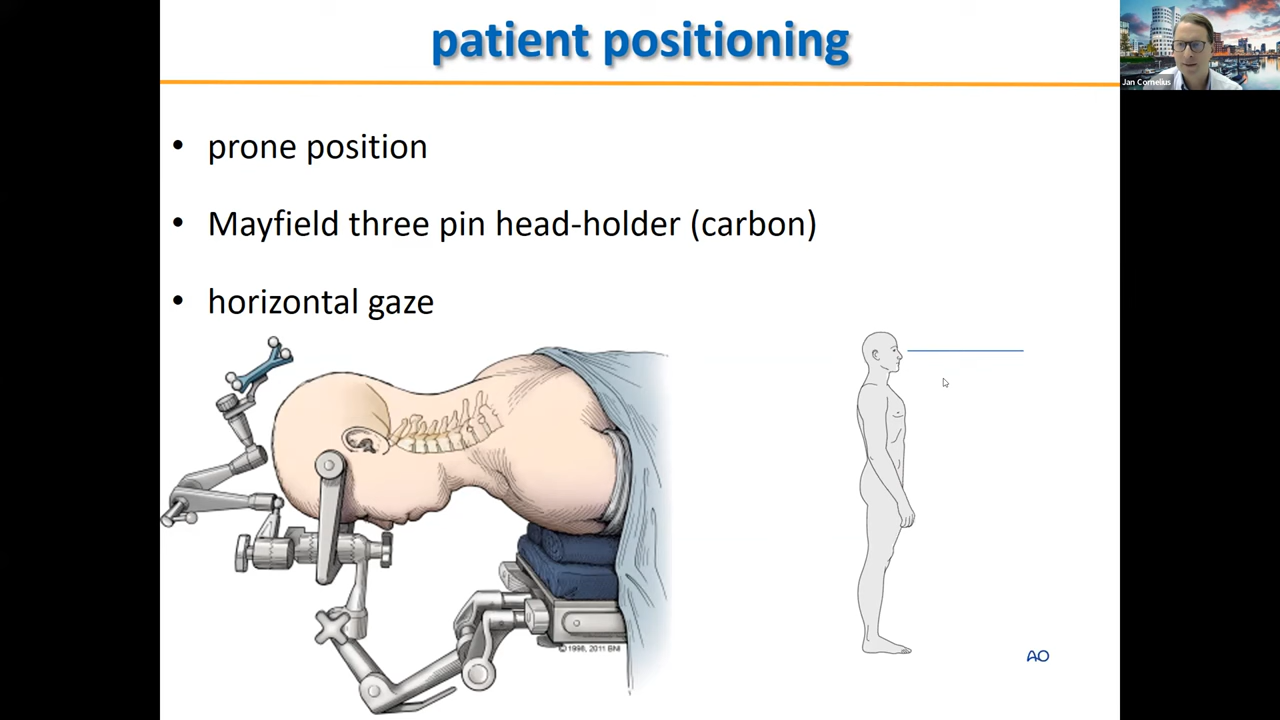 patient positioning
Jan Cornelius
• prone position
• Mayfield three pin head-holder (carbon)
• horizontal gaze
© 1998, 2011 BNI
AO